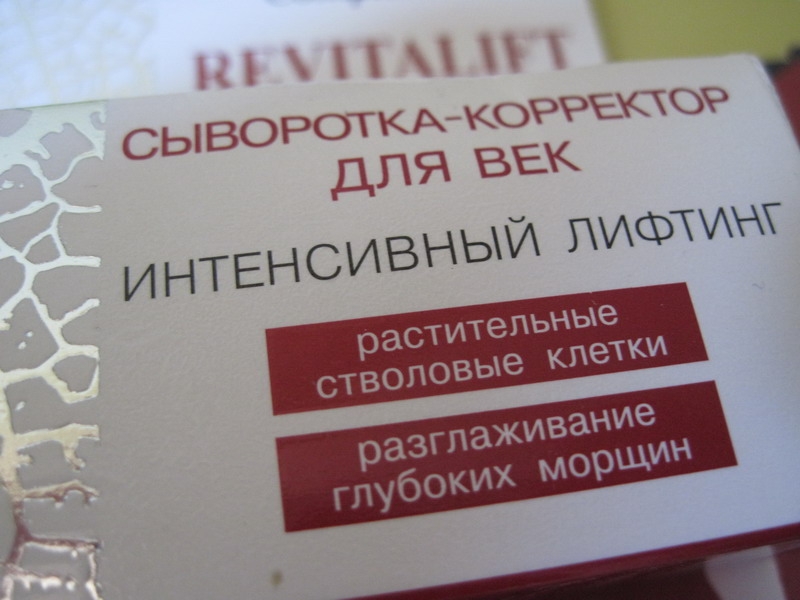 REVITALIFT
СЫВОРОТКА-КОРРЕКТОР
ДЛЯ ВЕК
ИНТЕНСИВНЫЙ ЛИФТИНГ
растительные
стволовые клетки
разглаживание
глубоких морщин